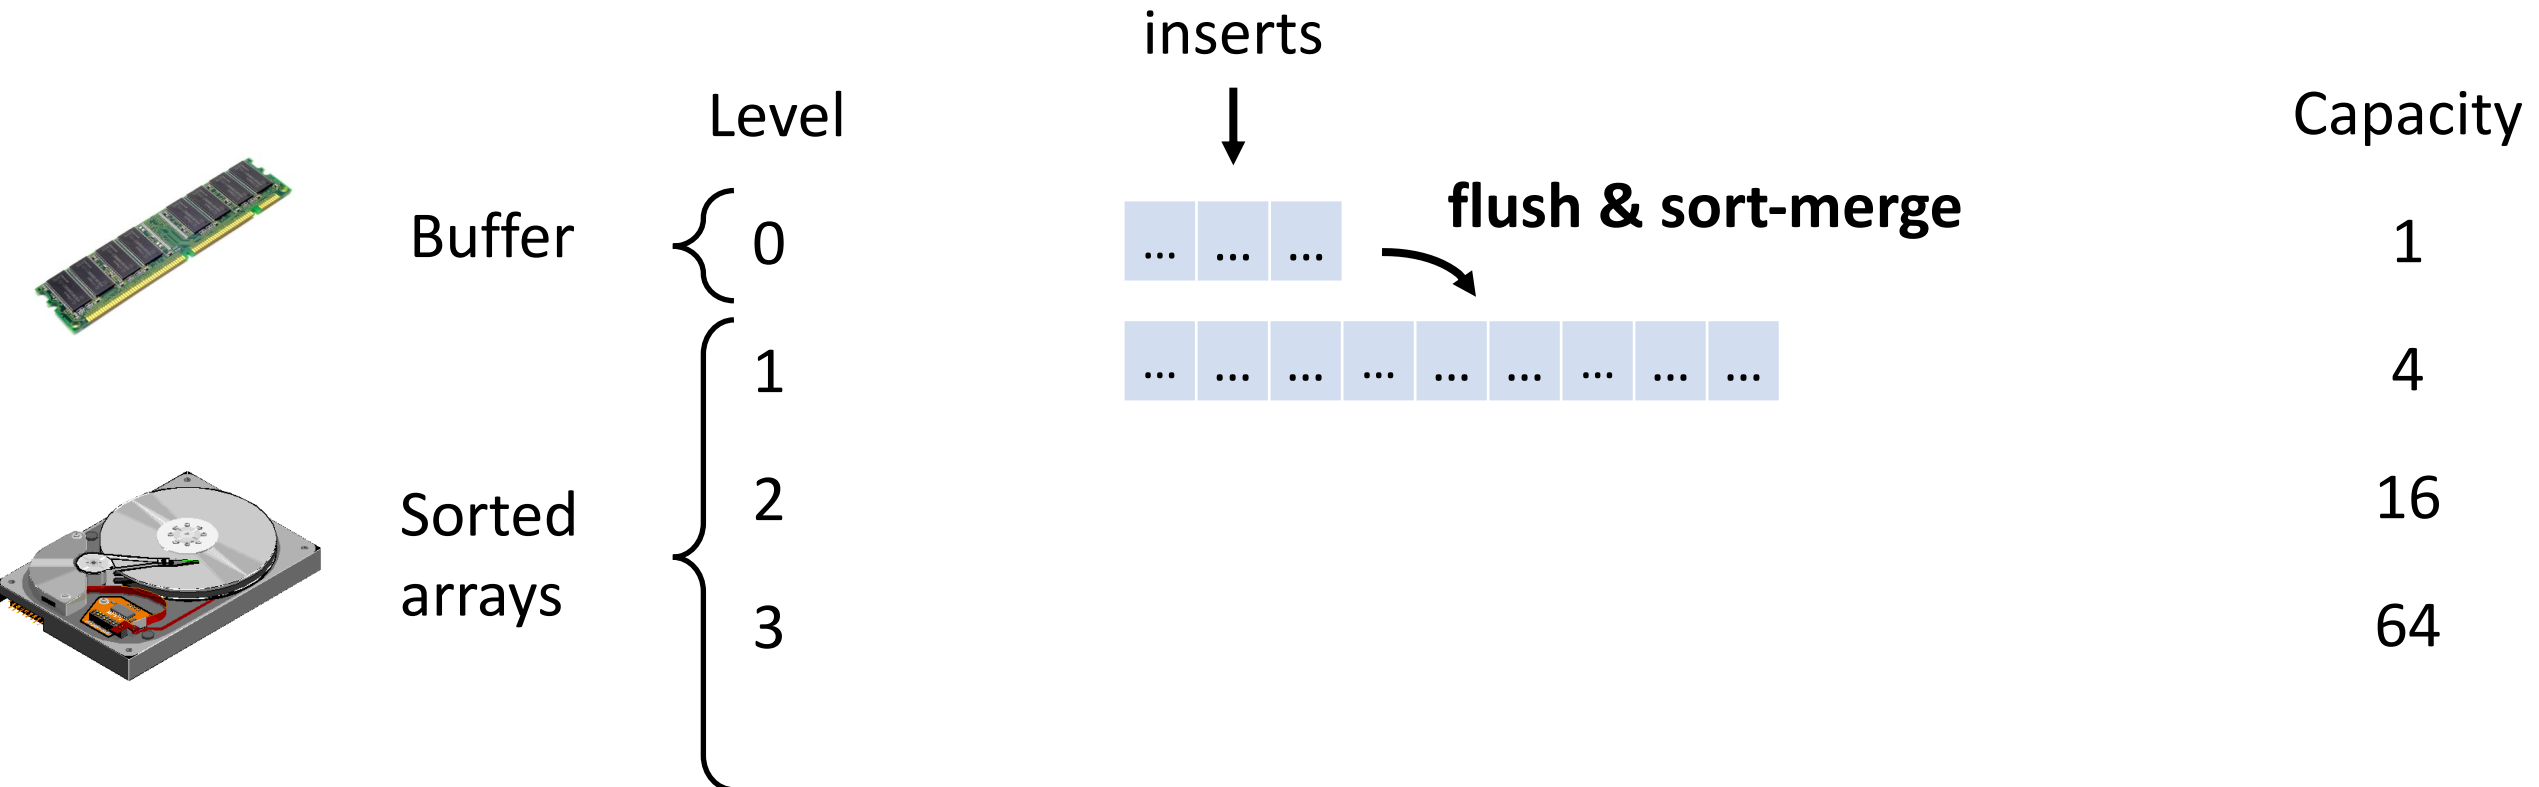 inserts
Level
Capacity
Buffer
0
... ... ...
flush & sort-merge
1
1
... ... ... ... ... ... ... ... ...
4
Sorted
arrays
2
16
3
64